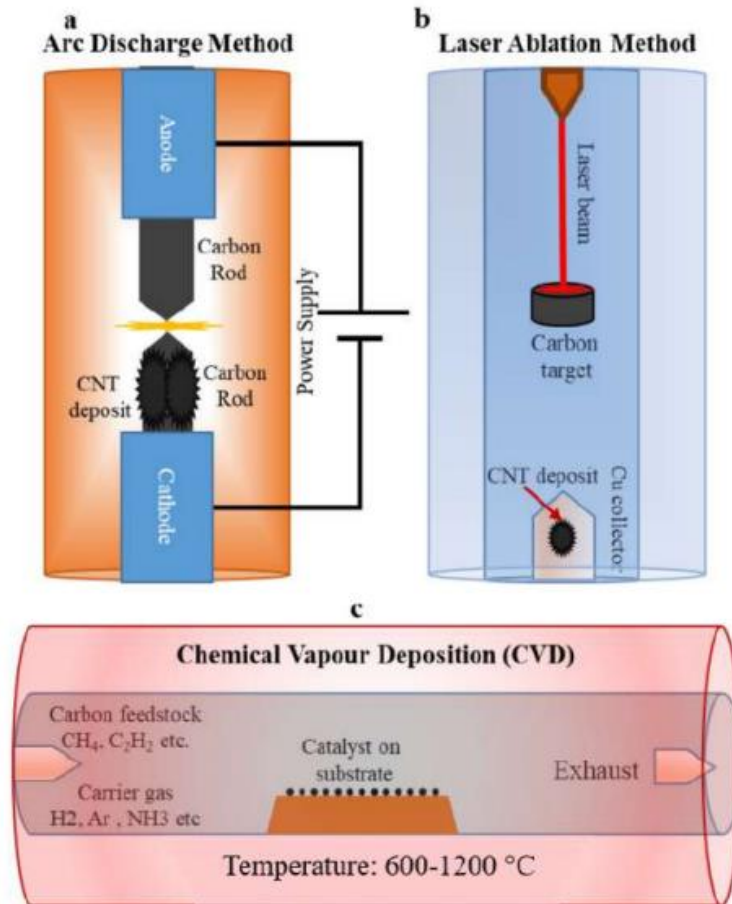 a
Arc Discharge Method
Anode
Carbon
Rod
CNT
deposit
Carbon
Rod
Cathode
Power Supply
b
Laser Ablation Method
Laser beam
Carbon
target
CNT deposit
Cu collector
c
Chemical Vapour Deposition (CVD)
Carbon feedstock
CH₄. C₂H₂ etc.
Carrier gas
H2, Ar , NH3 etc
Catalyst on
substrate
Exhaust
Temperature: 600-1200 °C